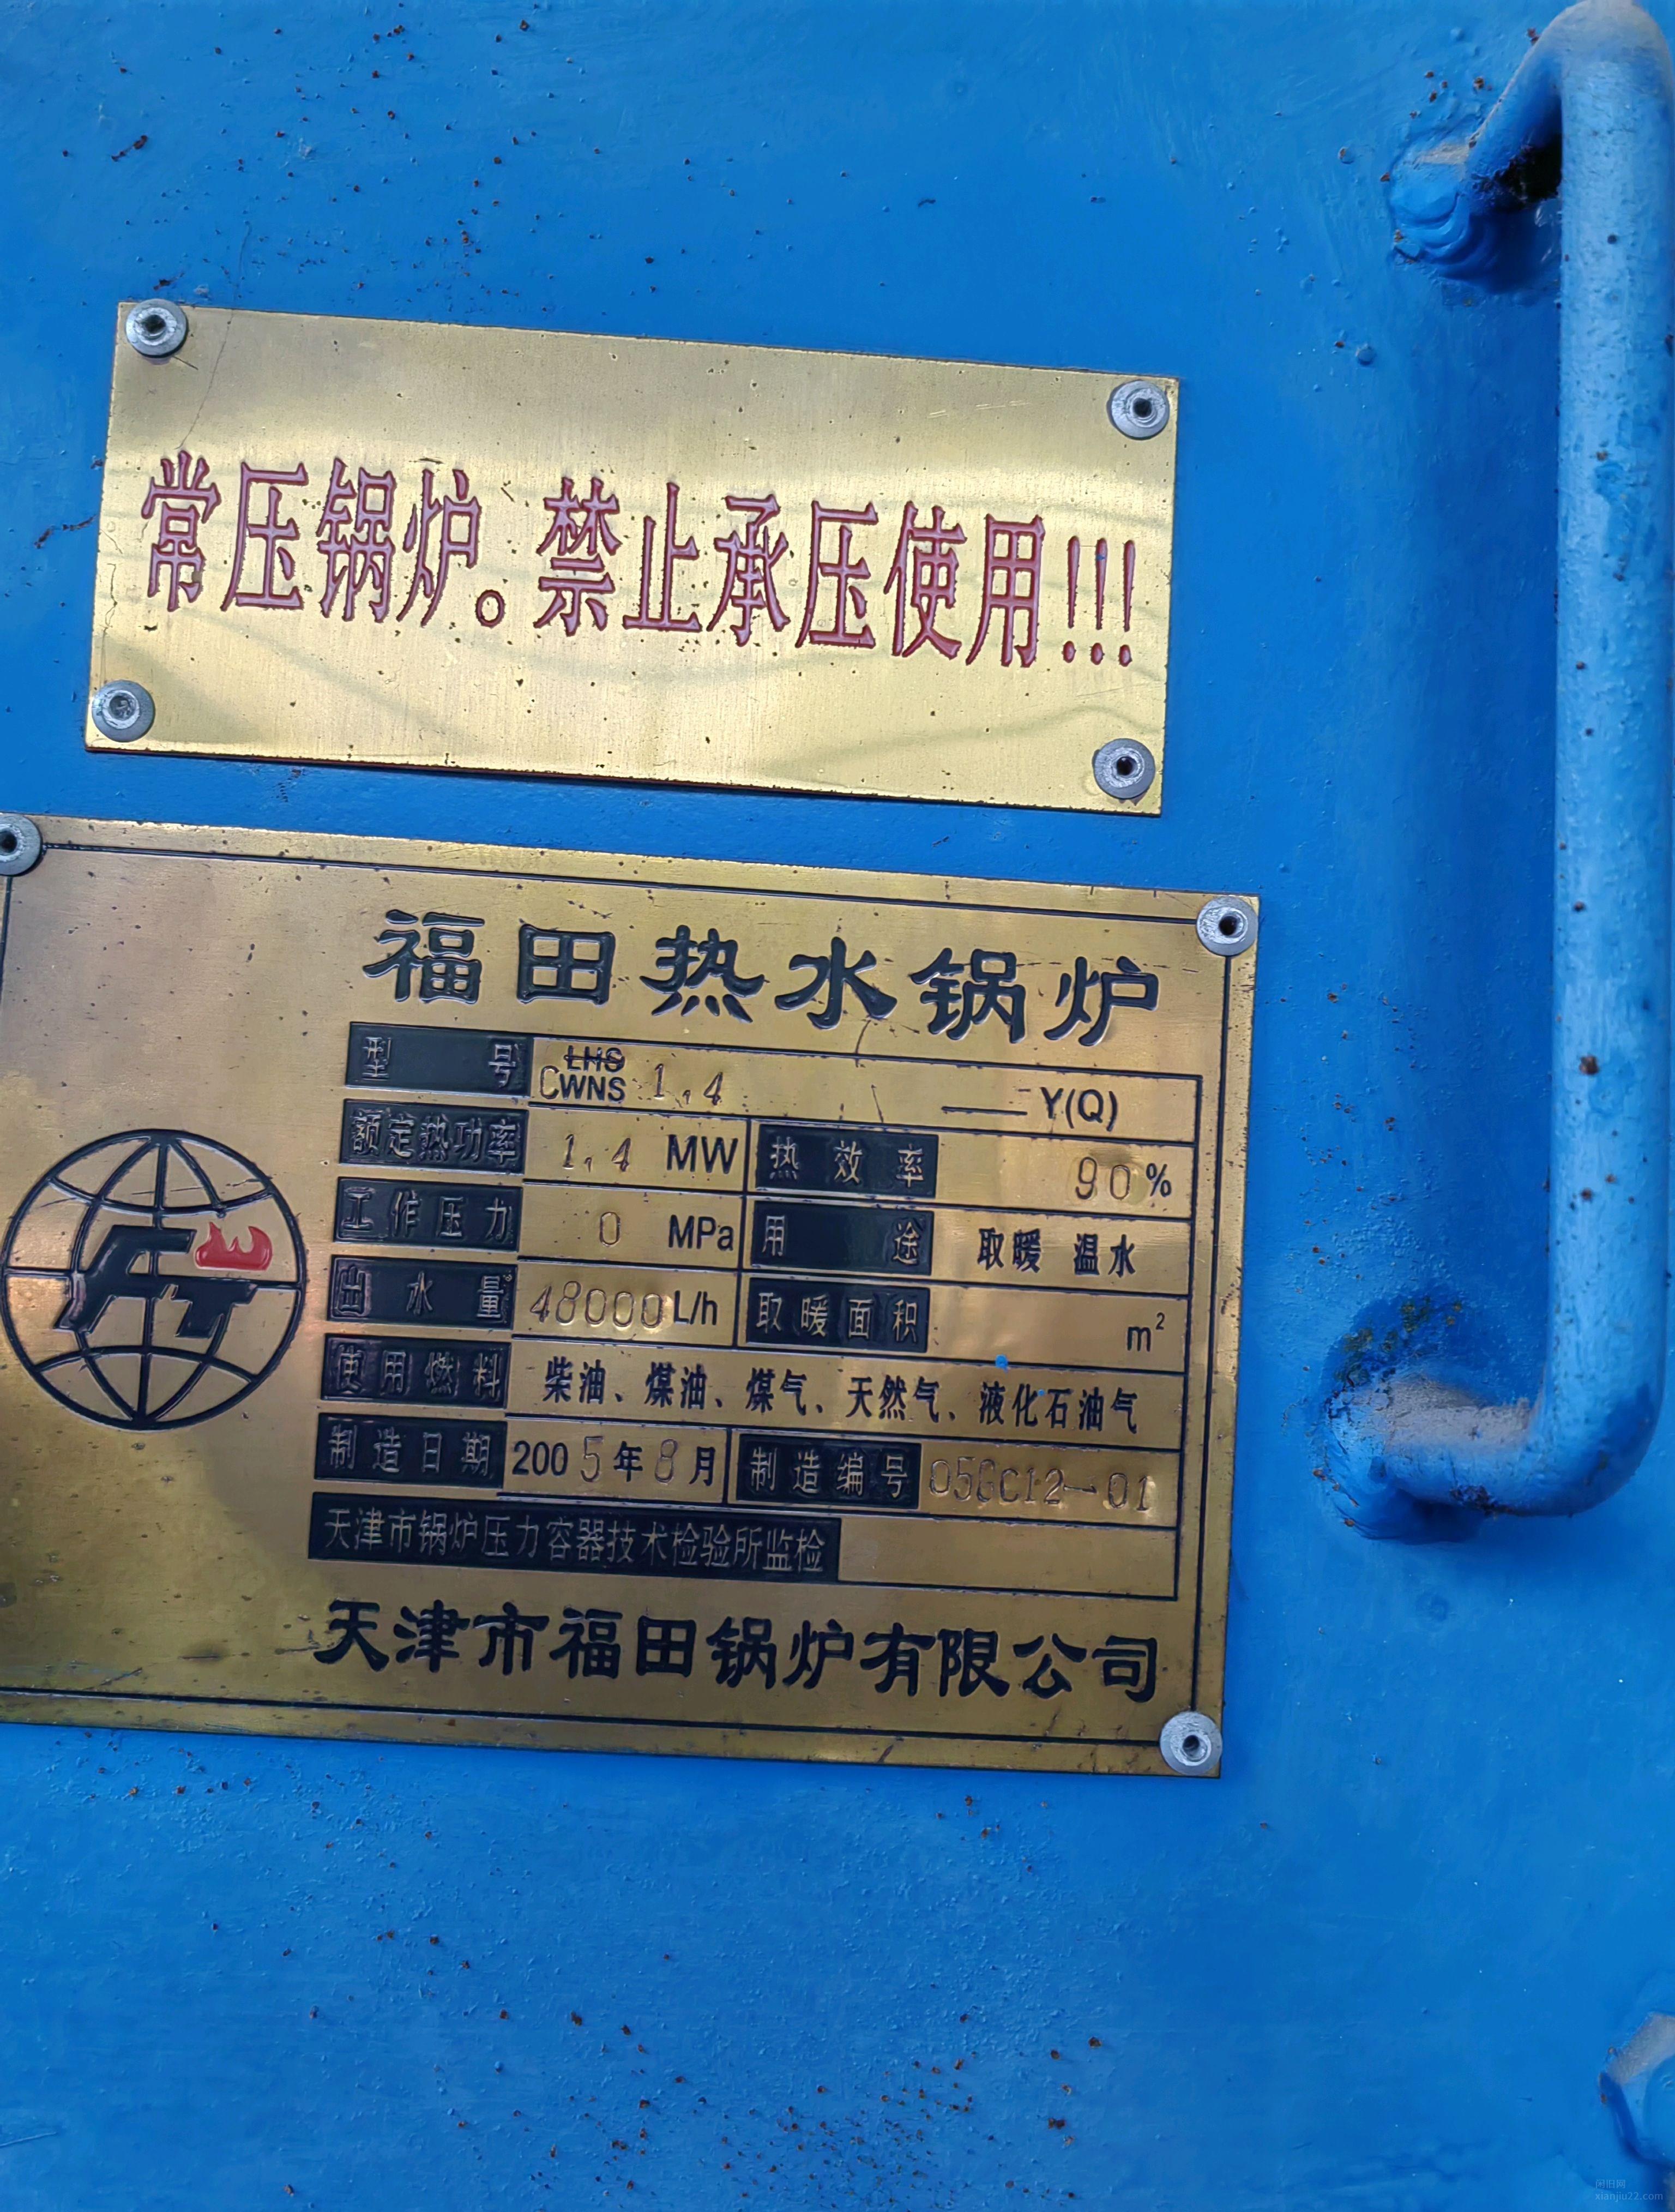 常压锅炉。禁止承压使用!!!
福田热水锅炉
型号 LHS
CWNS 1.4 — Y(Q)
额定热功率 1.4 MW 热效率 90%
工作压力 0 MPa 用途 取暖 温水
出水量 48000 L/h 取暖面积 m²
使用燃料 柴油、煤油、煤气、天然气、液化石油气
制造日期 2005年8月 制造编号 05GC12-01
天津市锅炉压力容器技术检验所监检
天津市福田锅炉有限公司
闲旧网
xianjiu22.com